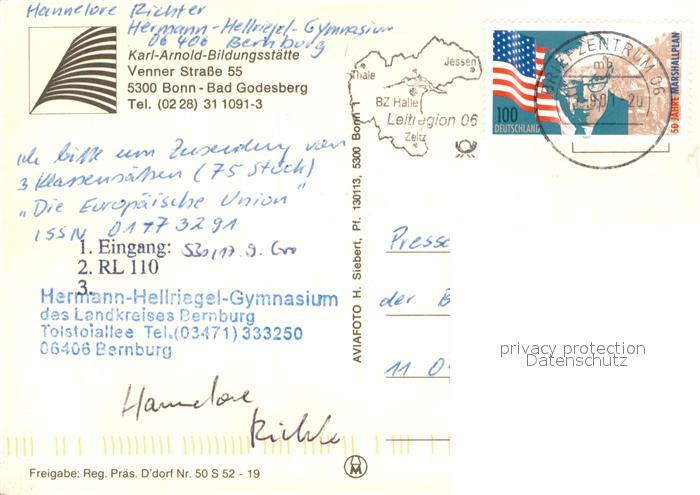 Hannelore Richter
Hermann-Hellriegel-Gymnasium
06406 Bernburg
Karl-Arnold-Bildungsstätte
Venner Straße 55
5300 Bonn - Bad Godesberg
Tel. (02 28) 31 1091-3
Ich bitte um Zusendung von
3 Klassensätzen (75 Stück)
„Die Europäische Union"
ISSN 01773291
1. Eingang:
2. RL 110
3.
Hermann-Hellriegel-Gymnasium
des Landkreises Bernburg
Tolstoiallee Tel.(03471) 333250
06406 Bernburg
Hannelore
Richter
Freigabe: Reg. Präs. D'dorf Nr. 50 S 52 - 19
AVIAFOTO H. Siebert, Pf. 130113, 5300 Bonn 1
Thale
Jessen
BZ Halle
Leitregion 06
Zeitz
BRIEFZENTRUM 06
mb
100
DEUTSCHLAND
50 JAHRE MARSHALLPLAN
Presse
der B
11 0
privacy protection
Datenschutz